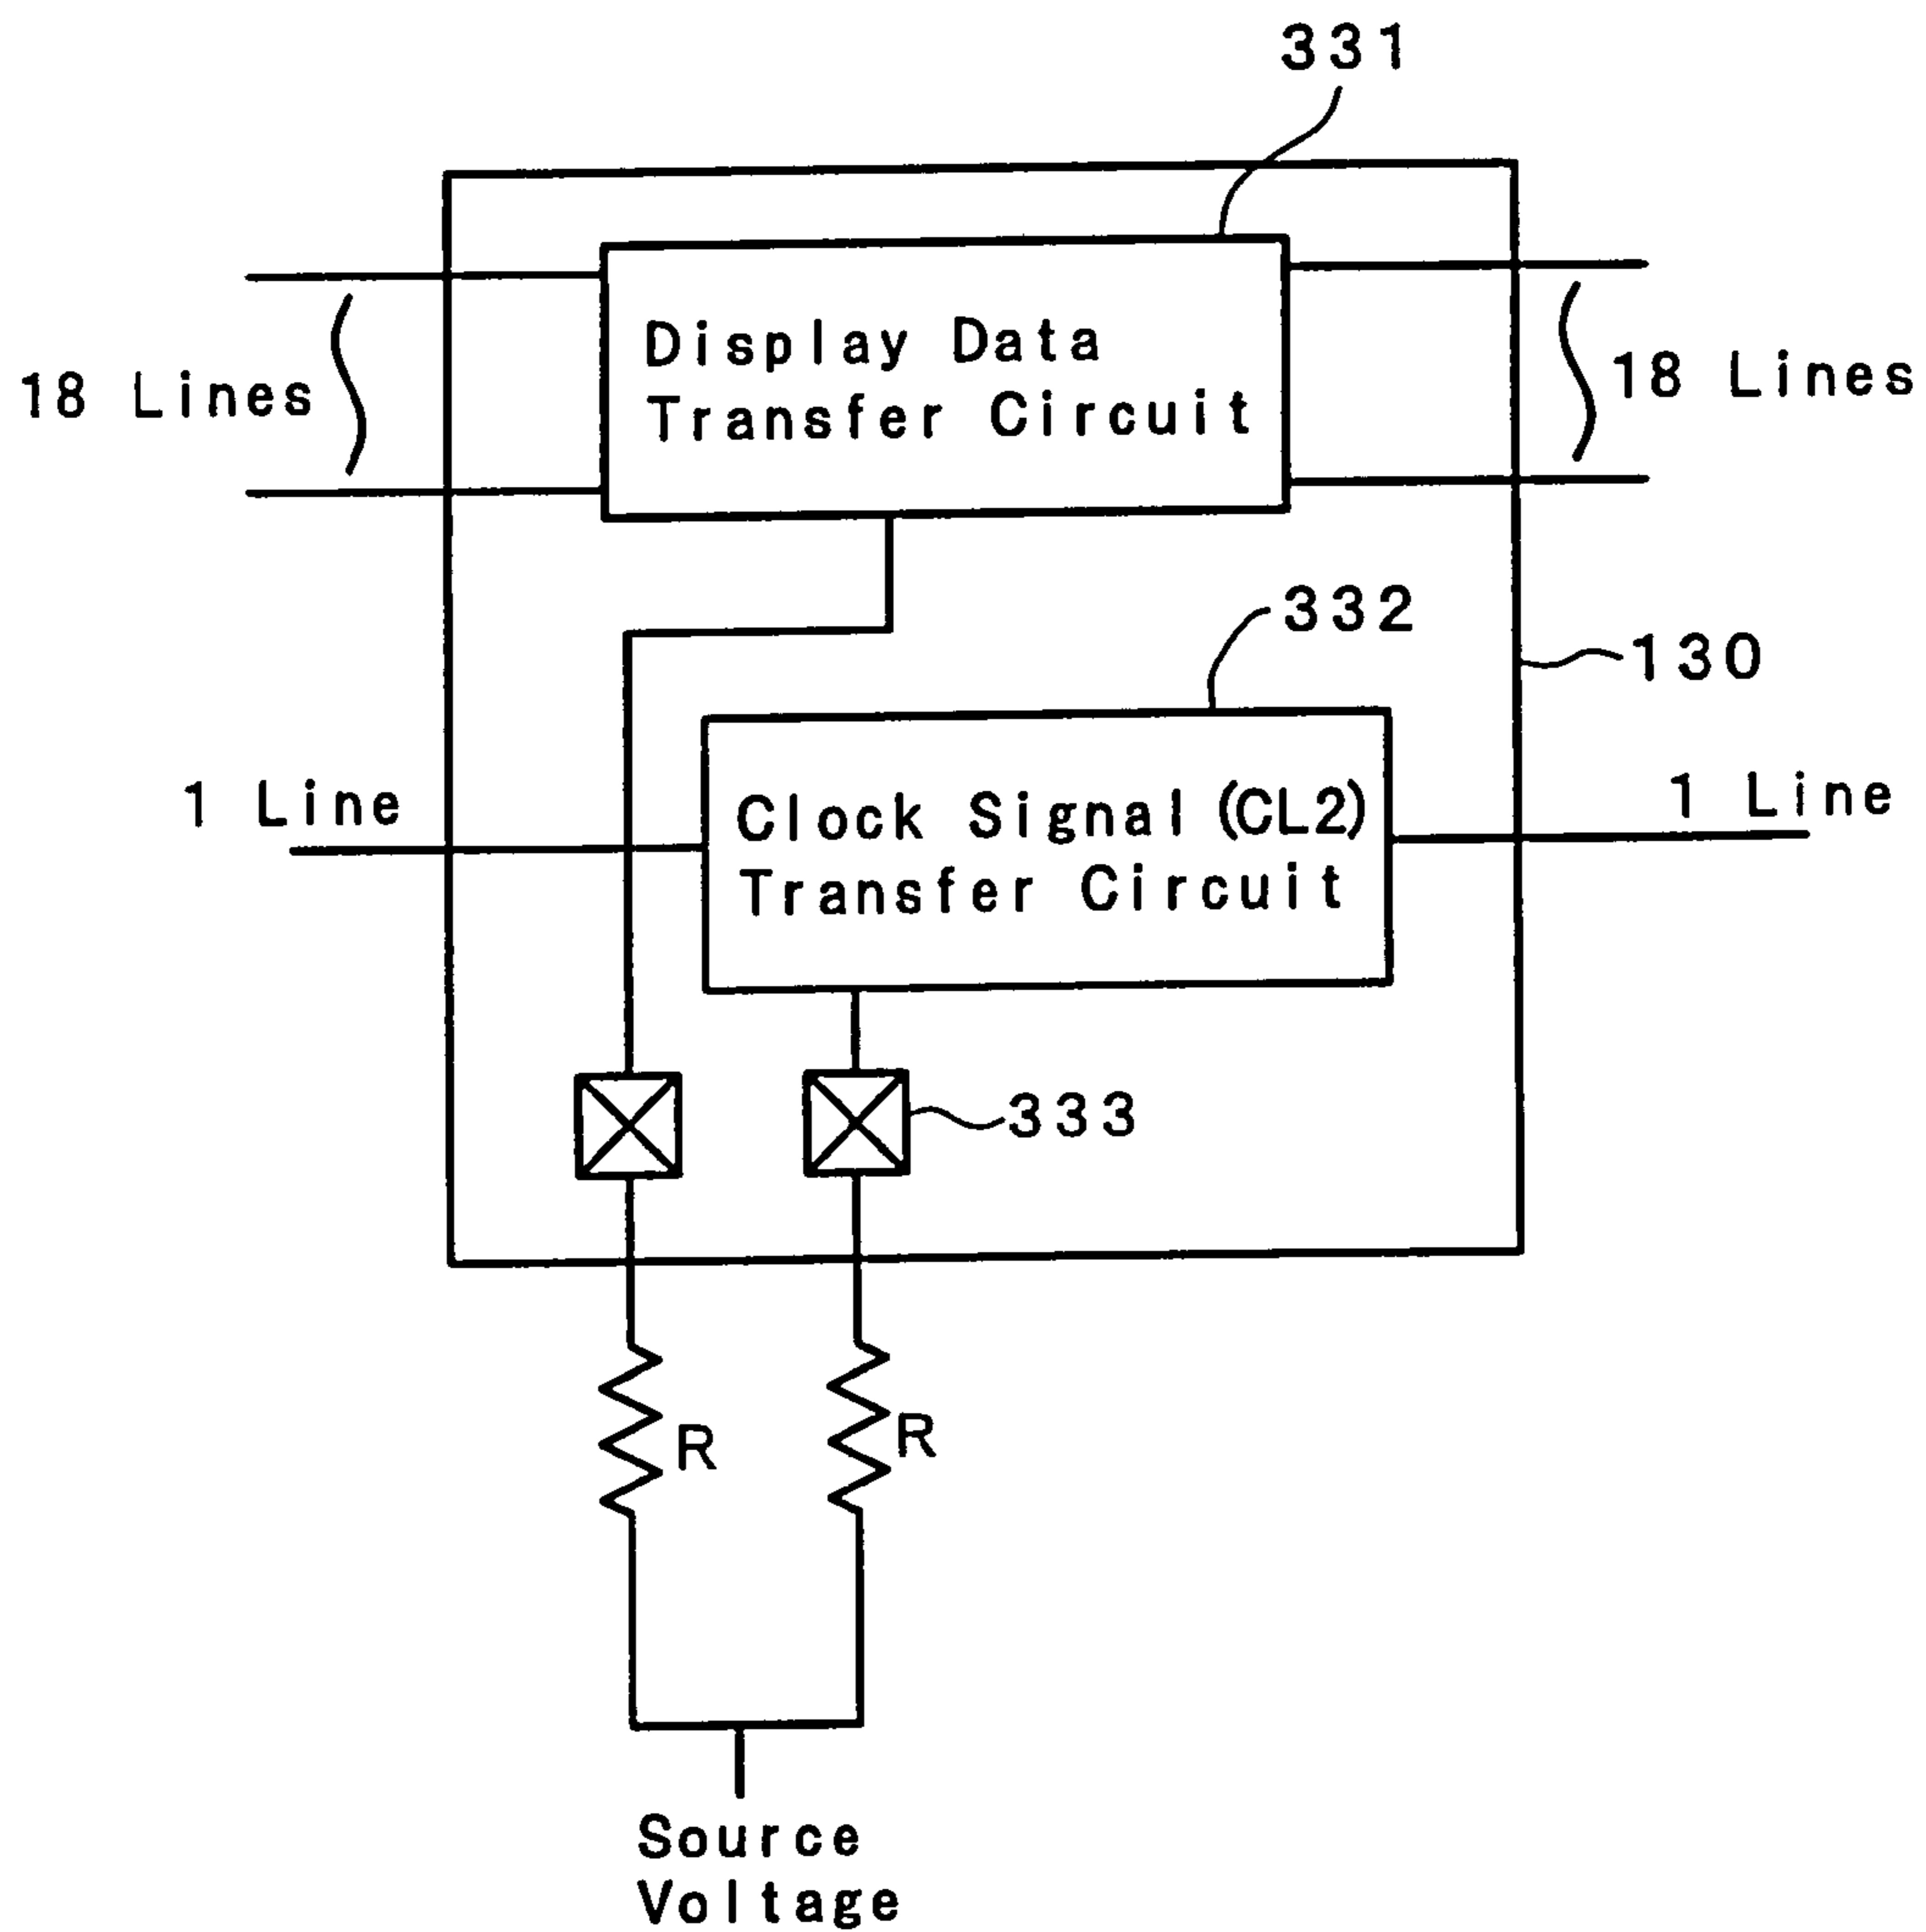 331
Display Data
Transfer Circuit
18 Lines
18 Lines
332
130
1 Line
1 Line
Clock Signal (CL2)
Transfer Circuit
333
R
R
Source
Voltage